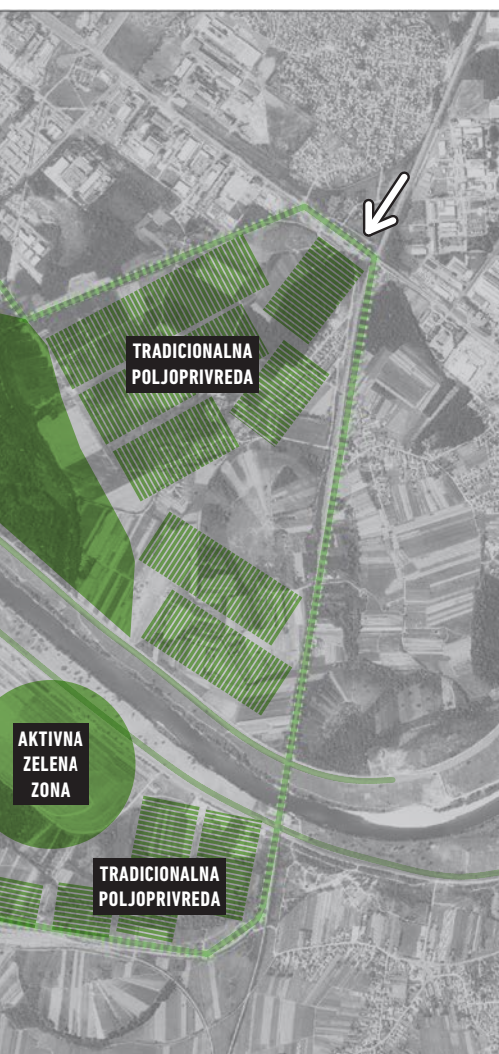 TRADICIONALNA
POLJOPRIVREDA
AKTIVNA
ZELENA
ZONA
TRADICIONALNA
POLJOPRIVREDA